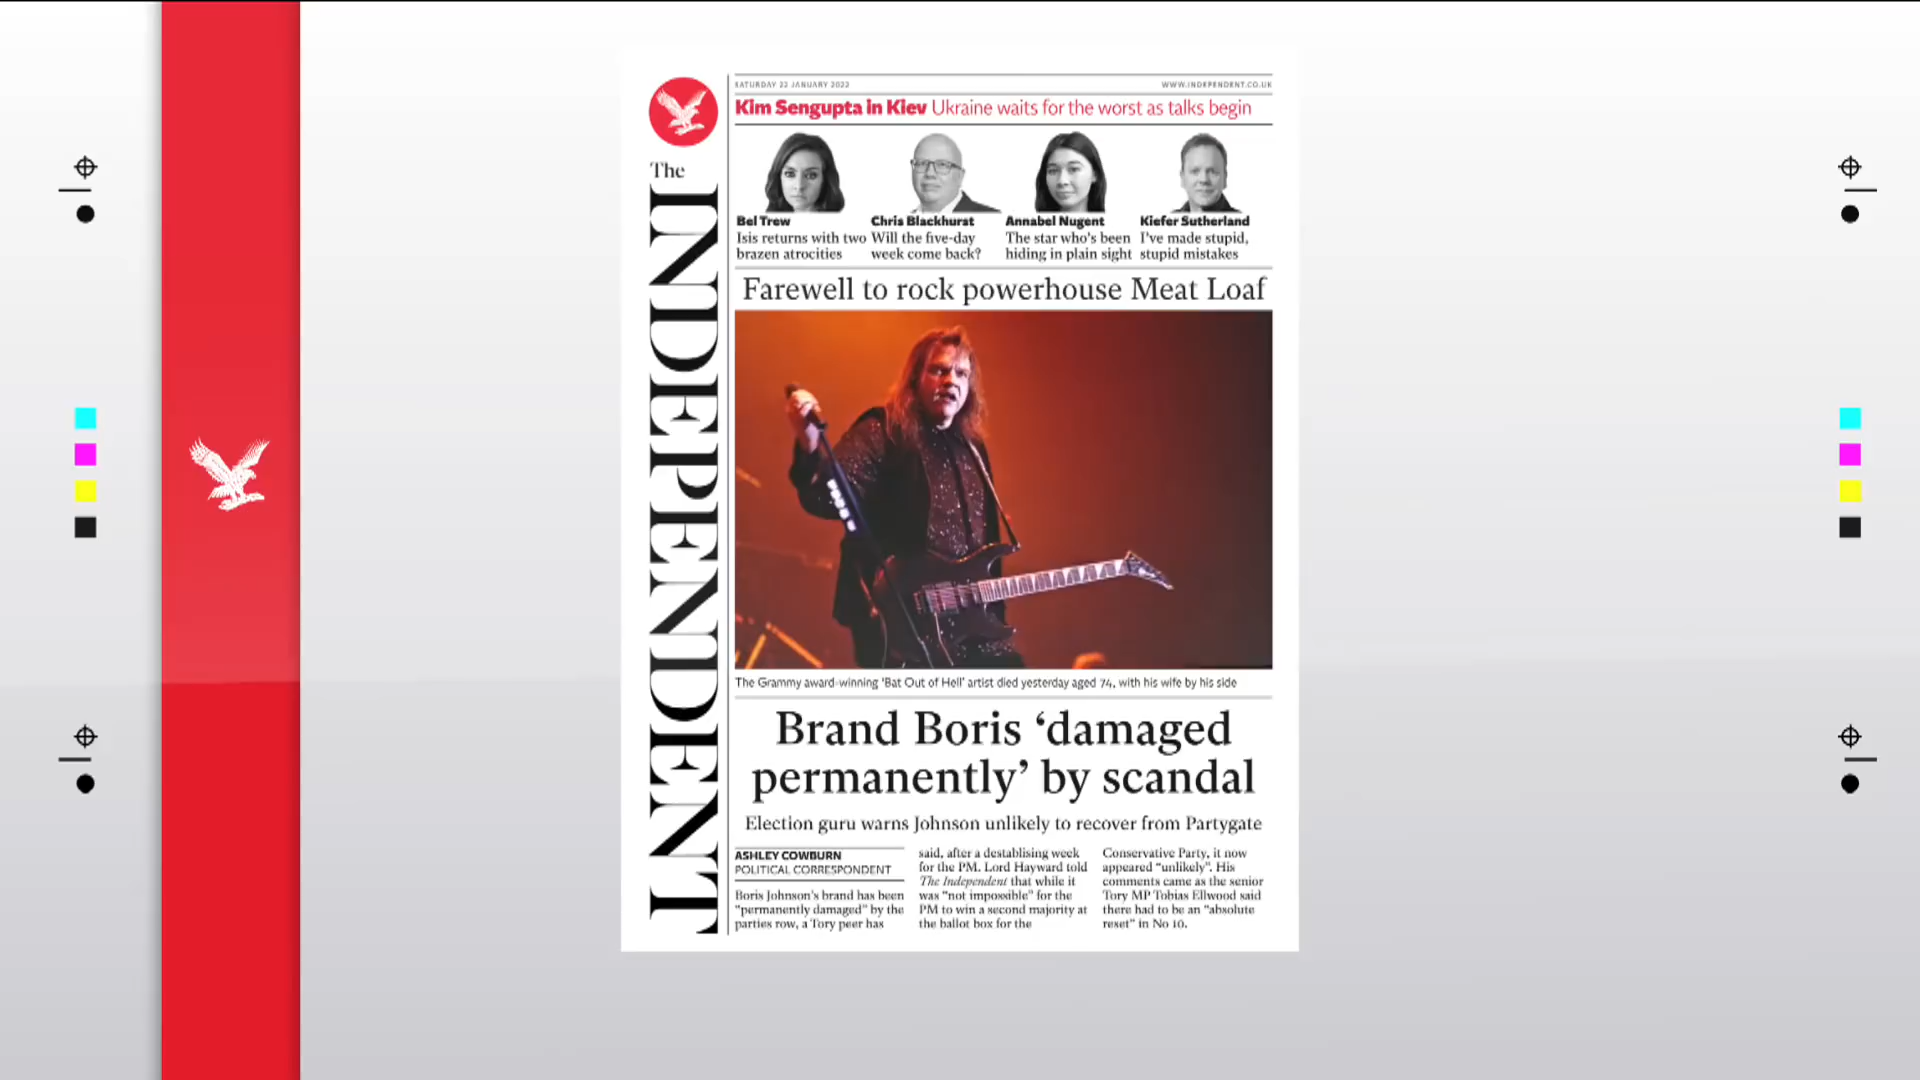 SATURDAY 22 JANUARY 2022
WWW.INDEPENDENT.CO.UK
Kim Sengupta in Kiev Ukraine waits for the worst as talks begin
The
INDEPENDENT
Bel Trew
Isis returns with two
brazen atrocities
Chris Blackhurst
Will the five-day
week come back?
Annabel Nugent
The star who's been
hiding in plain sight
Kiefer Sutherland
I've made stupid,
stupid mistakes
Farewell to rock powerhouse Meat Loaf
The Grammy award-winning 'Bat Out of Hell' artist died yesterday aged 74, with his wife by his side
Brand Boris ‘damaged
permanently’ by scandal
Election guru warns Johnson unlikely to recover from Partygate
ASHLEY COWBURN
POLITICAL CORRESPONDENT
Boris Johnson's brand has been
"permanently damaged" by the
parties row, a Tory peer has
said, after a destablising week
for the PM. Lord Hayward told
The Independent that while it
was "not impossible" for the
PM to win a second majority at
the ballot box for the
Conservative Party, it now
appeared "unlikely". His
comments came as the senior
Tory MP Tobias Ellwood said
there had to be an "absolute
reset" in No 10.